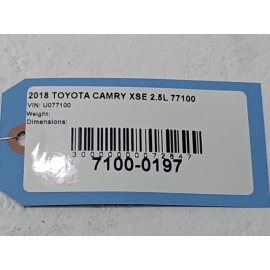 2018 TOYOTA CAMRY XSE 2.5L 77100
VIN: U077100
Weight:
Dimensions:
3000000072847
7100-0197